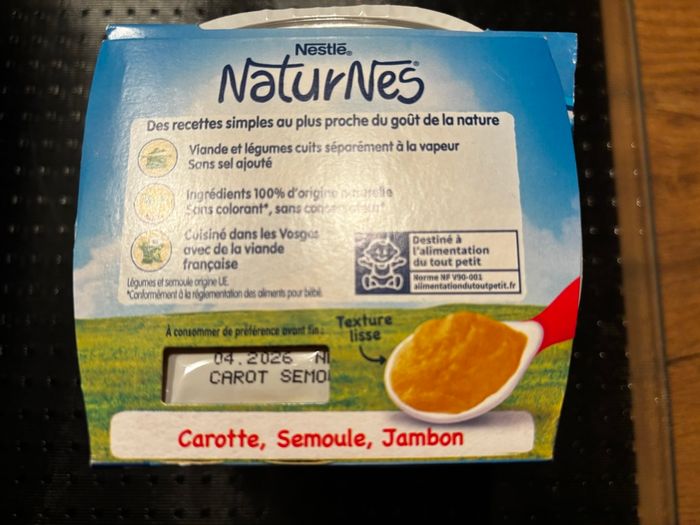 Nestlé®
NaturNes®
Des recettes simples au plus proche du goût de la nature
Viande et légumes cuits séparément à la vapeur
Sans sel ajouté
Ingrédients 100% d'origine naturelle
Sans colorant*, sans conservateur*
Cuisiné dans les Vosges
avec de la viande
française
Légumes et semoule origine UE.
*Conformément à la réglementation des aliments pour bébé.
Destiné à
l'alimentation
du tout petit
Norme NF V90-001
alimentationdutoutpetit.fr
À consommer de préférence avant fin :
04.2026
CAROT SEMO
Texture
lisse
Carotte, Semoule, Jambon